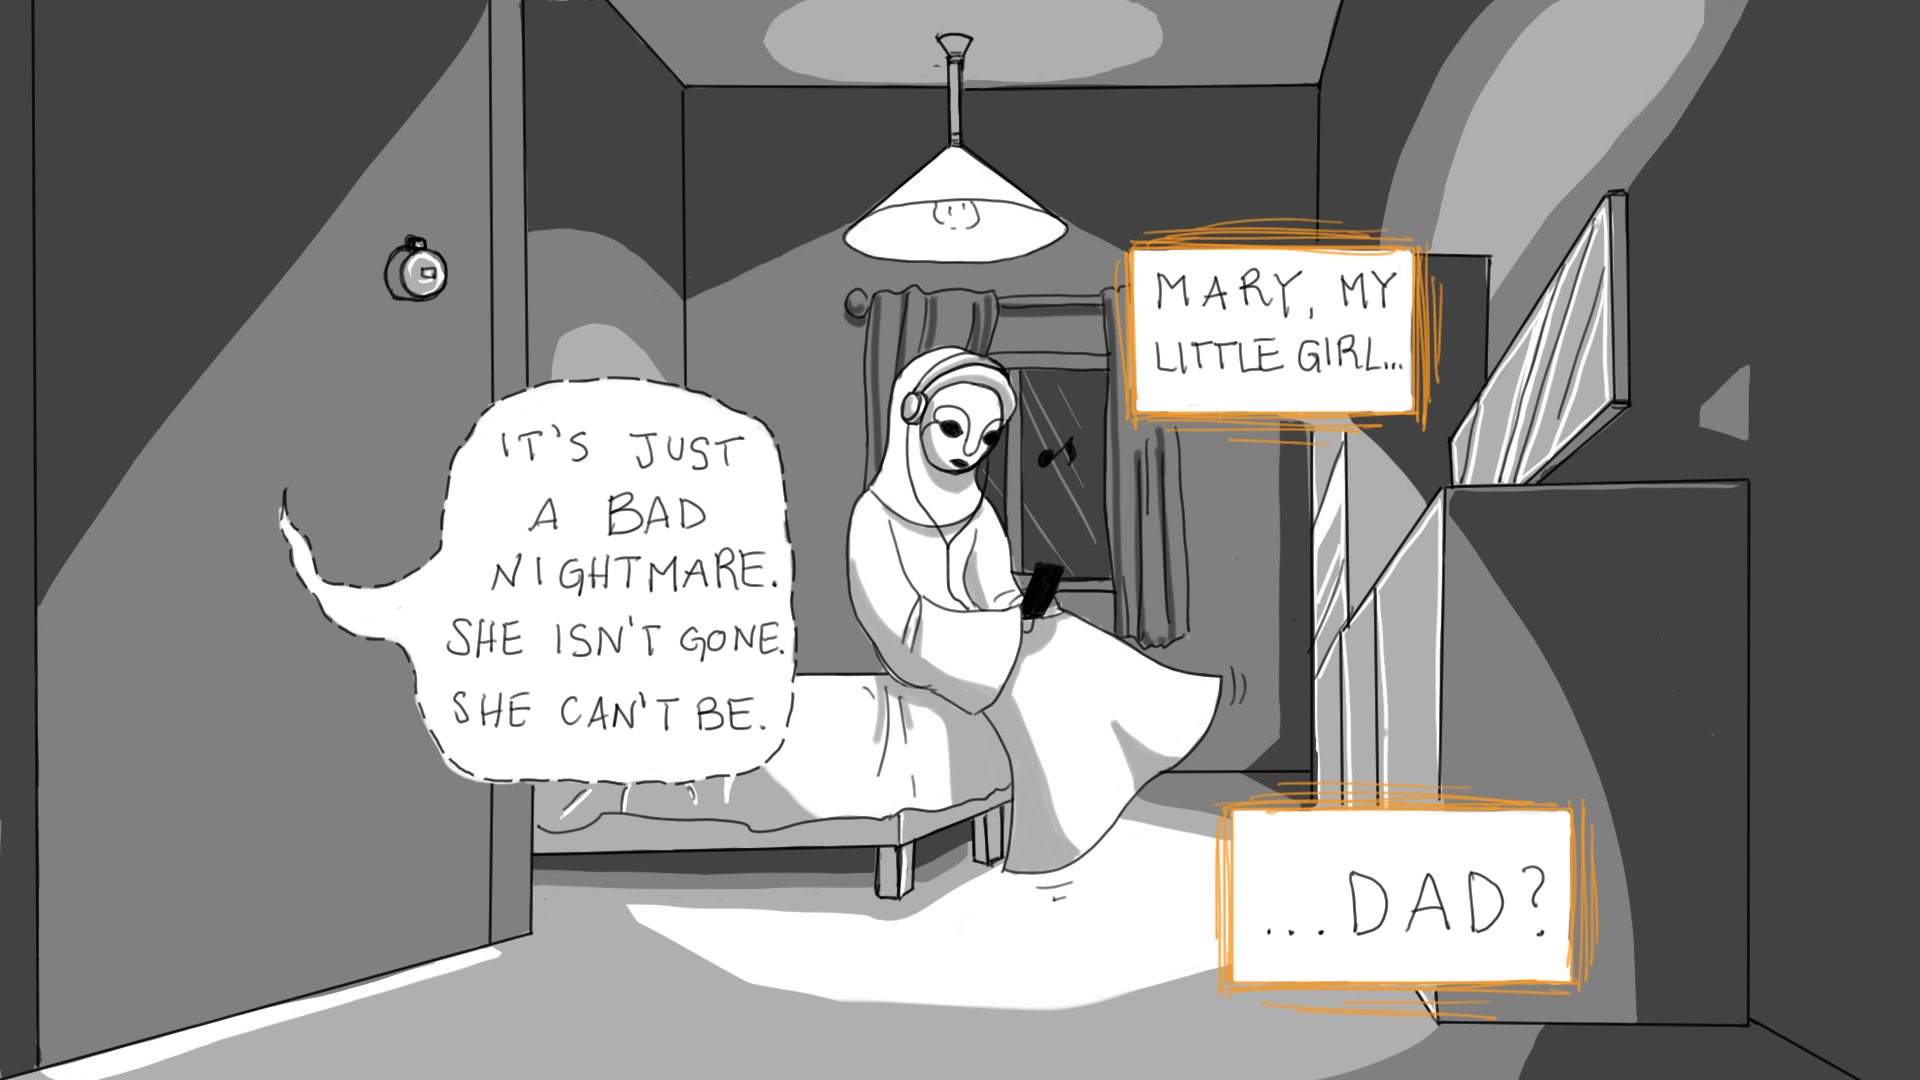 IT'S JUST
A BAD
NIGHTMARE.
SHE ISN'T GONE.
SHE CAN'T BE.
MARY, MY
LITTLE GIRL...
...DAD?